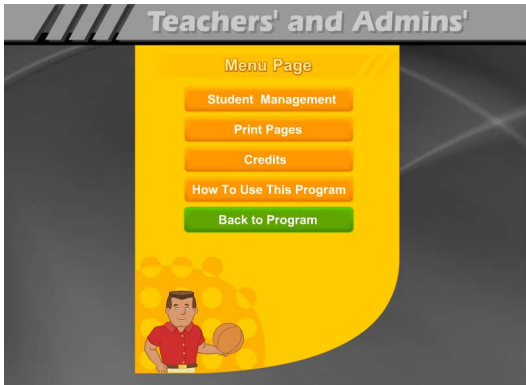 Teachers' and Admins'
Menu Page
Student Management
Print Pages
Credits
How To Use This Program
Back to Program